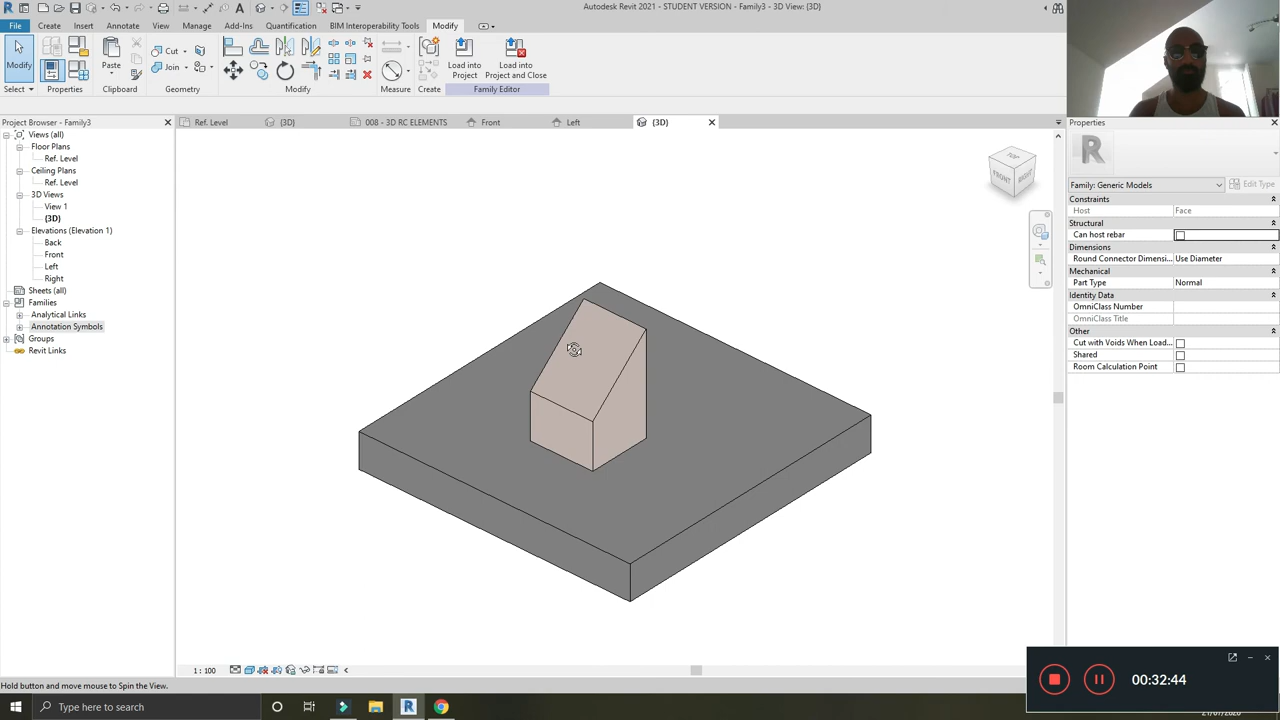 Autodesk Revit 2021 - STUDENT VERSION - Family3 - 3D View: {3D}
File Create Insert Annotate View Manage Add-Ins Quantification BIM Interoperability Tools Modify
Modify Paste Cut Join Load into Project Load into Project and Close
Select Properties Clipboard Geometry Modify Measure Create Family Editor
Project Browser - Family3
Ref. Level {3D} 008 - 3D RC ELEMENTS Front Left {3D}
Properties
Views (all)
Floor Plans
Ref. Level
Ceiling Plans
Ref. Level
3D Views
View 1
{3D}
Elevations (Elevation 1)
Back
Front
Left
Right
Sheets (all)
Families
Analytical Links
Annotation Symbols
Groups
Revit Links
TOP
FRONT
RIGHT
R
Family: Generic Models Edit Type
Constraints
Host Face
Structural
Can host rebar
Dimensions
Round Connector Dimensi... Use Diameter
Mechanical
Part Type Normal
Identity Data
OmniClass Number
OmniClass Title
Other
Cut with Voids When Load...
Shared
Room Calculation Point
1 : 100
Hold button and move mouse to Spin the View.
00:32:44
Type here to search